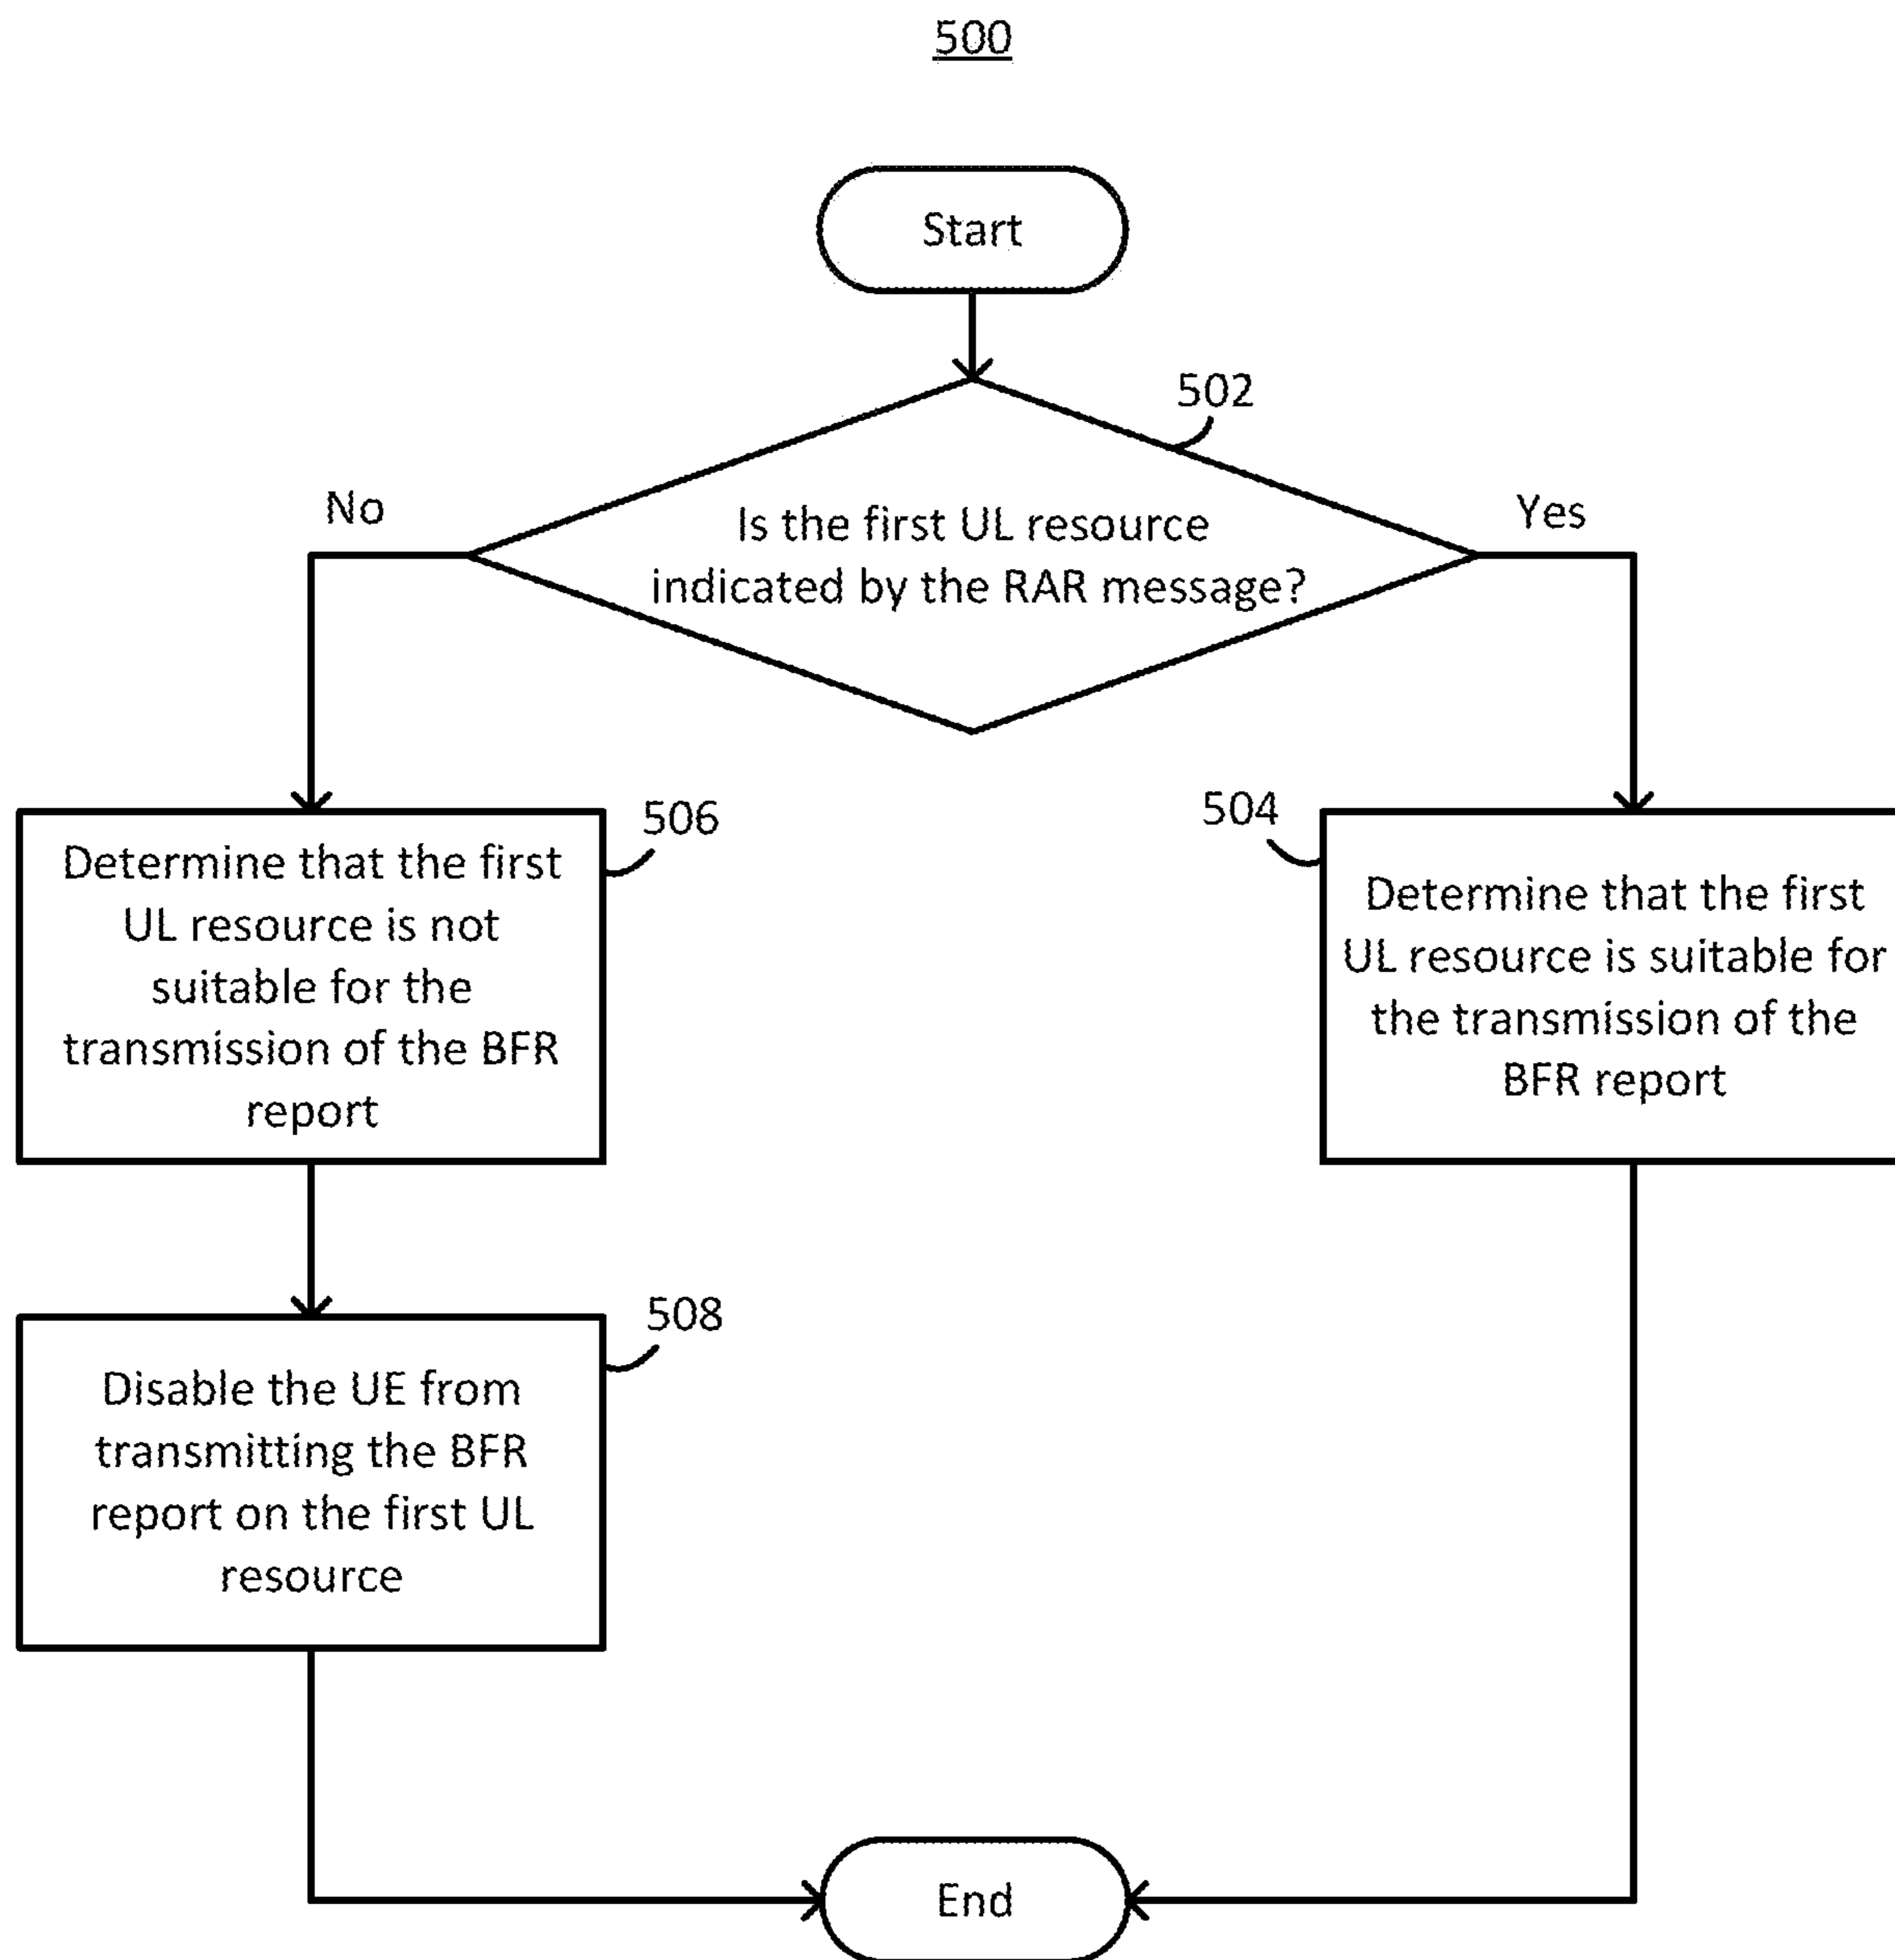 500
Start
502
No
Yes
Is the first UL resource
indicated by the RAR message?
506
504
Determine that the first
UL resource is not
suitable for the
transmission of the BFR
report
Determine that the first
UL resource is suitable for
the transmission of the
BFR report
508
Disable the UE from
transmitting the BFR
report on the first UL
resource
End